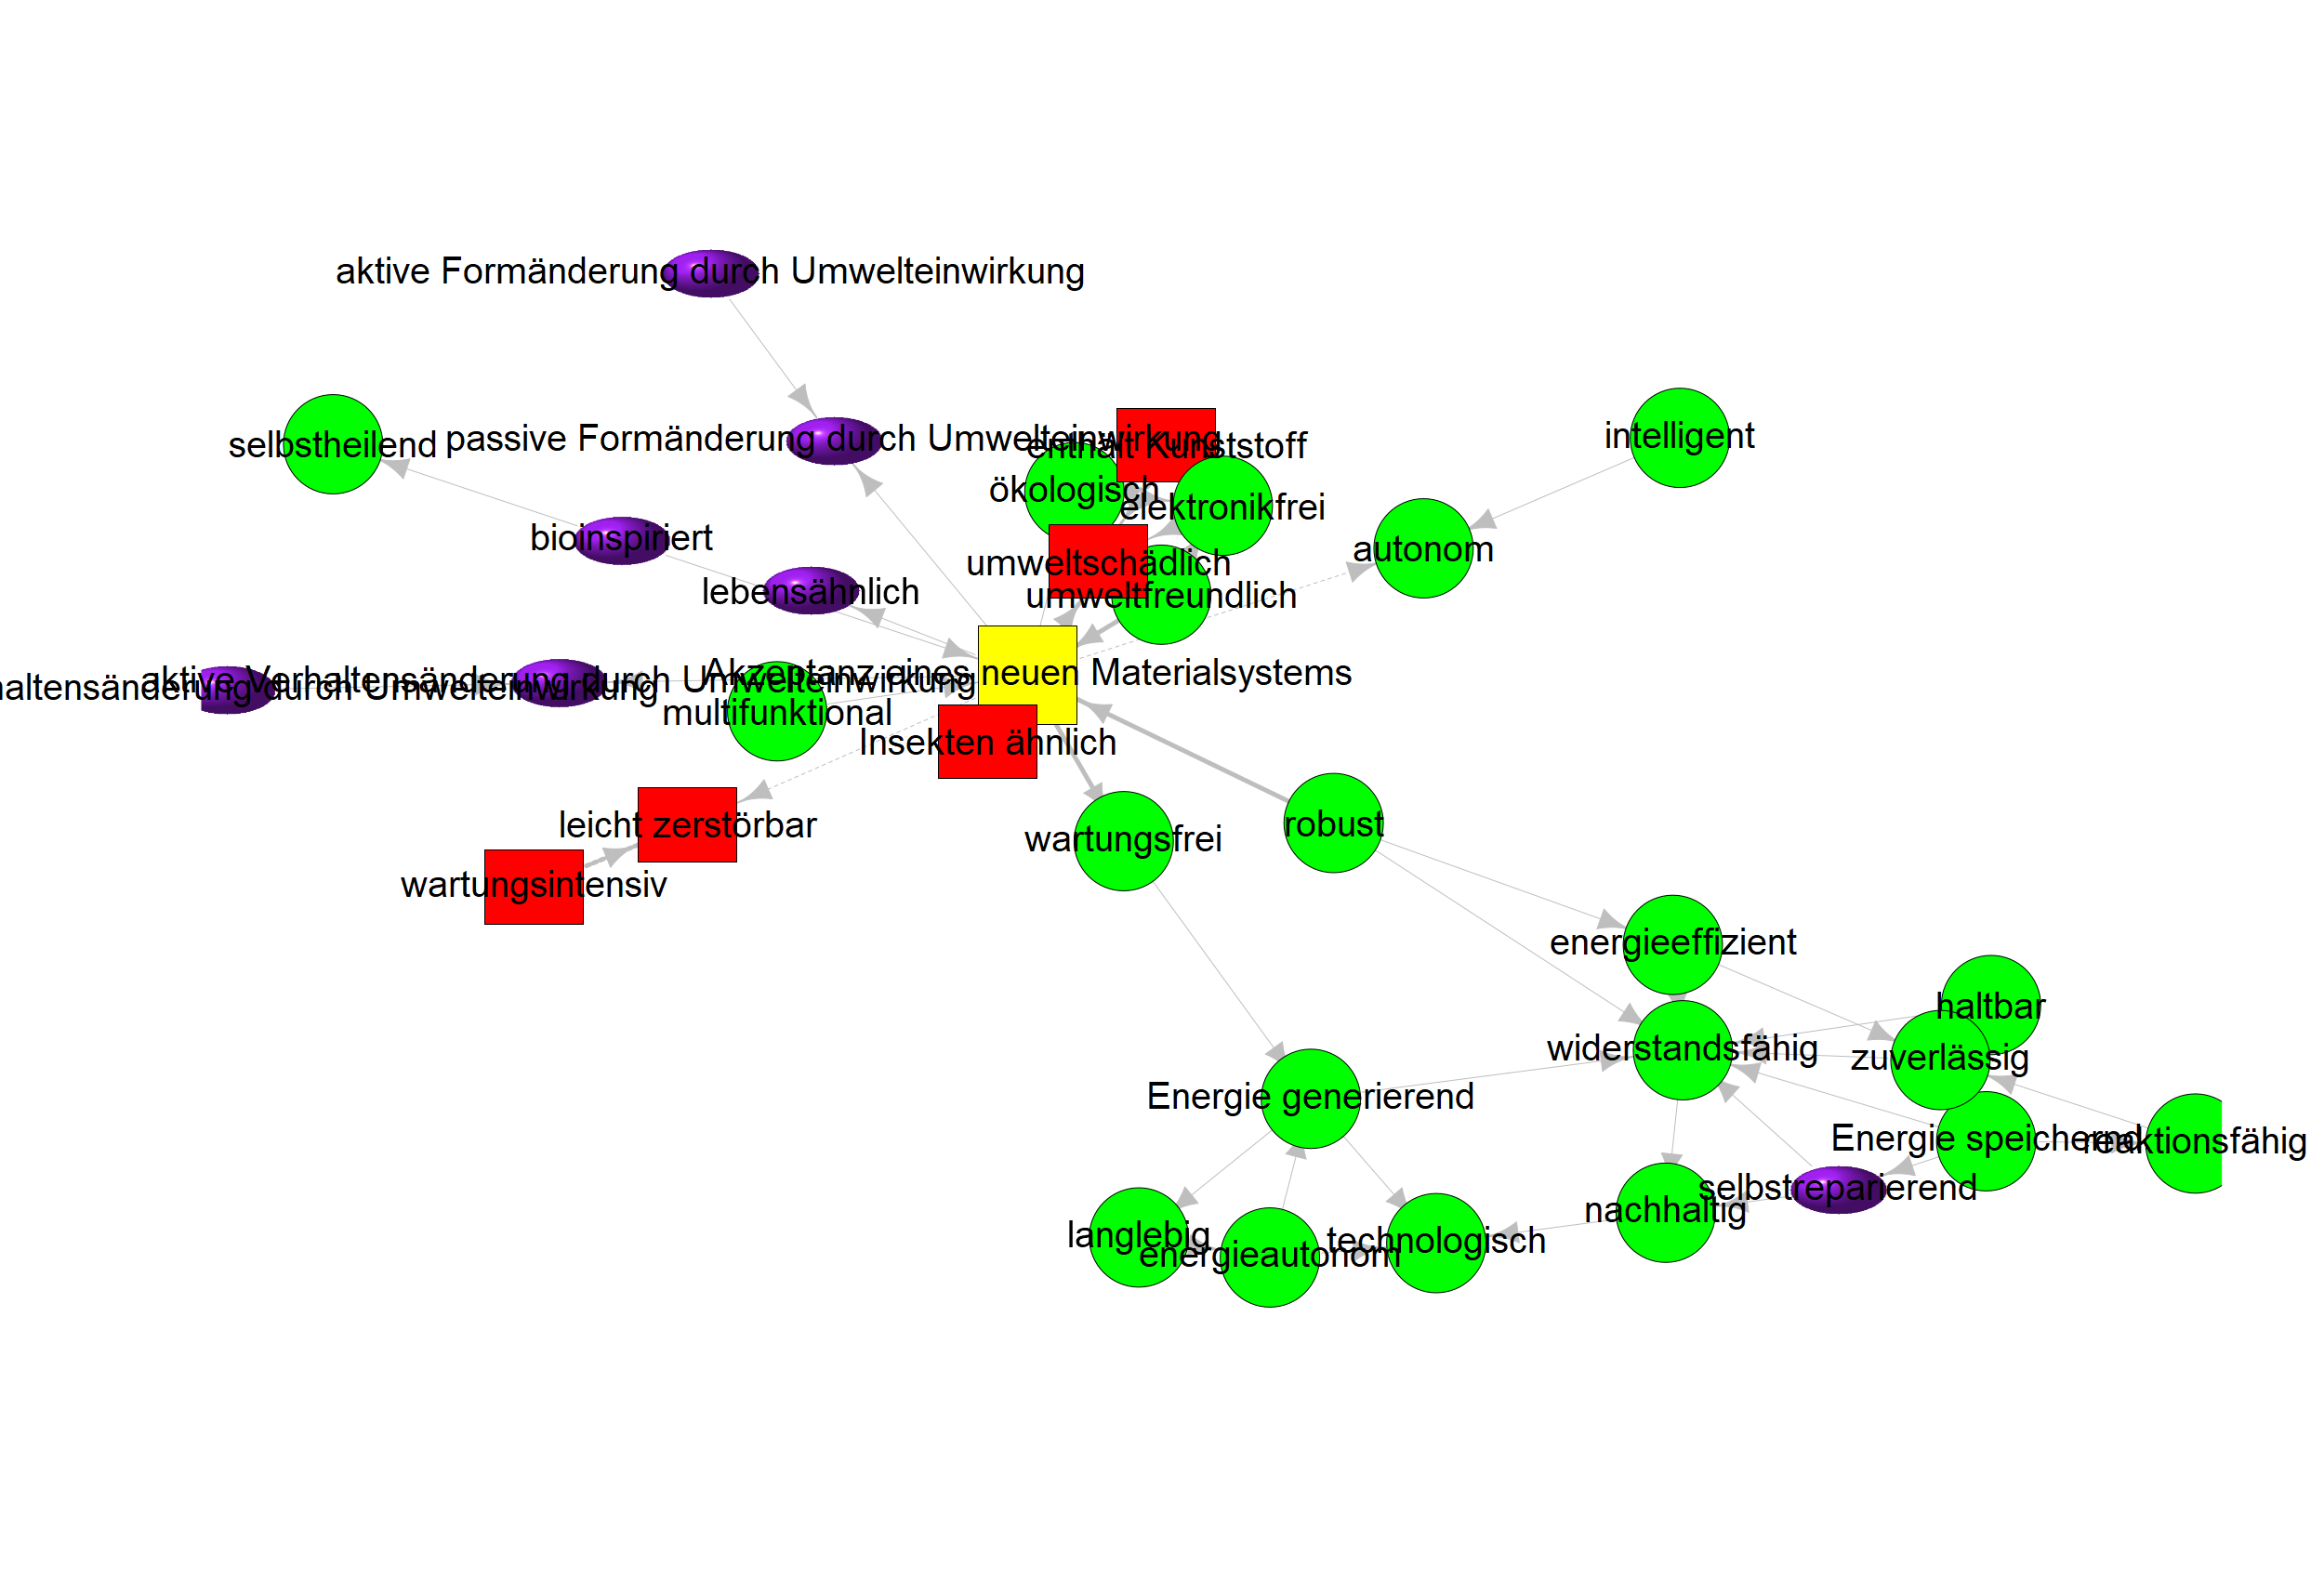 aktive Formänderung durch Umwelteinwirkung
selbstheilend
passive Formänderung durch Umwelteinwirkung
enthält Kunststoff
intelligent
ökologisch
elektronikfrei
bioinspiriert
autonom
umweltschädlich
lebensähnlich
umweltfreundlich
Akzeptanz eines neuen Materialsystems
aktive Verhaltensänderung durch Umwelteinwirkung
haltensänderung durch Umwelteinwirkung
multifunktional
Insekten ähnlich
leicht zerstörbar
wartungsfrei
robust
wartungsintensiv
energieeffizient
haltbar
widerstandsfähig
zuverlässig
Energie generierend
Energie speichernd
reaktionsfähig
selbstreparierend
nachhaltig
langlebig
technologisch
energieautonom